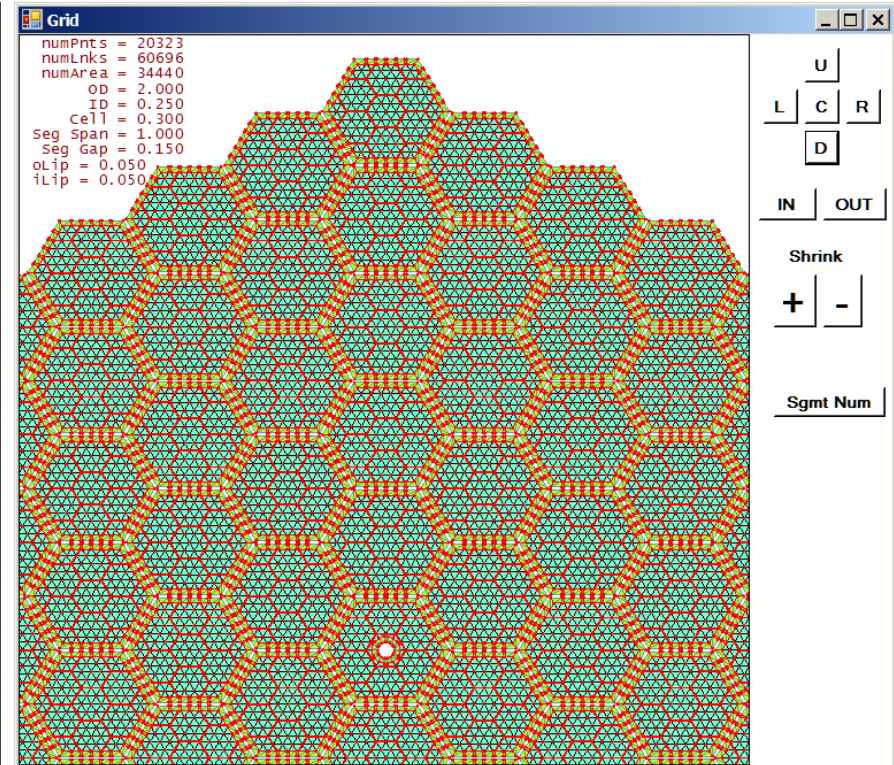 Grid
numPnts = 20323
numLnks = 60696
numArea = 34440
OD = 2.000
ID = 0.250
Cell = 0.300
Seg Span = 1.000
Seg Gap = 0.150
oLip = 0.050
iLip = 0.050
U
L C R
D
IN OUT
Shrink
+ -
Sgmt Num